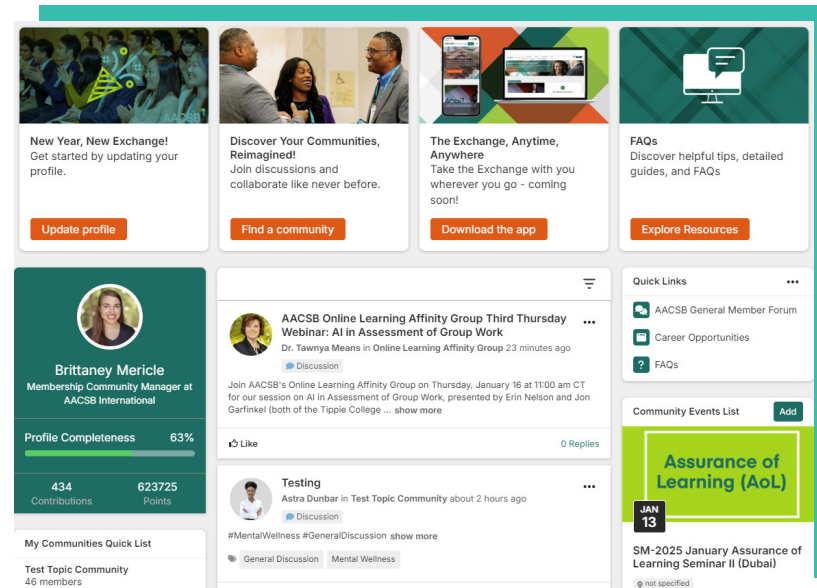 AACSB
New Year, New Exchange!
Get started by updating your
profile.
Update profile
Discover Your Communities,
Reimagined!
Join discussions and
collaborate like never before.
Find a community
The Exchange, Anytime,
Anywhere
Take the Exchange with you
wherever you go - coming
soon!
Download the app
FAQs
Discover helpful tips, detailed
guides, and FAQs
Explore Resources
Brittaney Mericle
Membership Community Manager at
AACSB International
Profile Completeness 63%
434 623725
Contributions Points
My Communities Quick List
Test Topic Community
46 members
AACSB Online Learning Affinity Group Third Thursday
Webinar: AI in Assessment of Group Work
Dr. Tawnya Means in Online Learning Affinity Group 23 minutes ago
Discussion
Join AACSB's Online Learning Affinity Group on Thursday, January 16 at 11:00 am CT
for our session on AI in Assessment of Group Work, presented by Erin Nelson and Jon
Garfinkel (both of the Tippie College ... show more
Like 0 Replies
Testing
Astra Dunbar in Test Topic Community about 2 hours ago
Discussion
#MentalWellness #GeneralDiscussion show more
General Discussion Mental Wellness
Quick Links
AACSB General Member Forum
Career Opportunities
? FAQs
Community Events List Add
Assurance of
Learning (AoL)
JAN
13
SM-2025 January Assurance of
Learning Seminar II (Dubai)
not specified